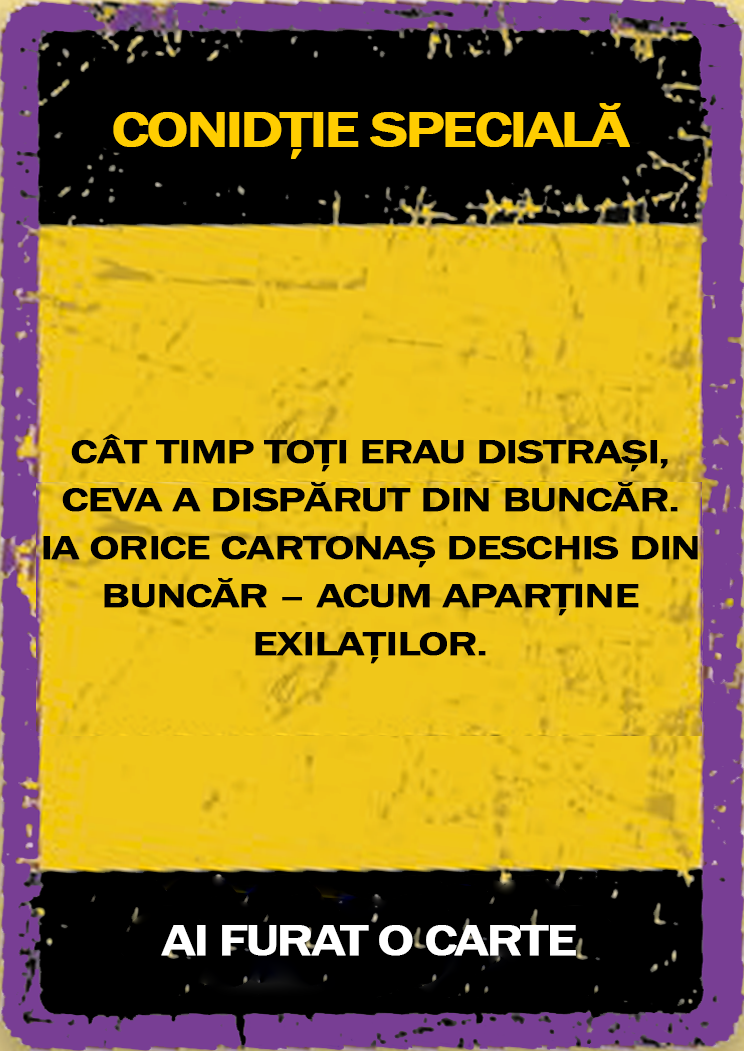 CONIDȚIE SPECIALĂ
CÂT TIMP TOȚI ERAU DISTRAȘI,
CEVA A DISPĂRUT DIN BUNCĂR.
IA ORICE CARTONAȘ DESCHIS DIN
BUNCĂR – ACUM APARȚINE
EXILAȚILOR.
AI FURAT O CARTE